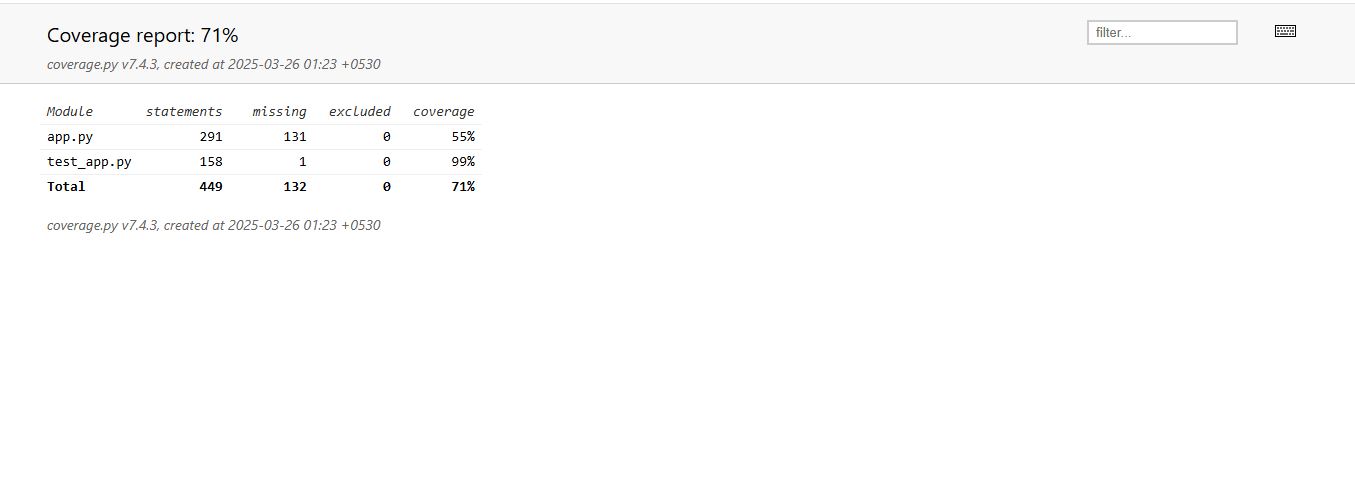 Coverage report: 71%
filter...
coverage.py v7.4.3, created at 2025-03-26 01:23 +0530
Module statements missing excluded coverage
app.py 291 131 0 55%
test_app.py 158 1 0 99%
Total 449 132 0 71%
coverage.py v7.4.3, created at 2025-03-26 01:23 +0530